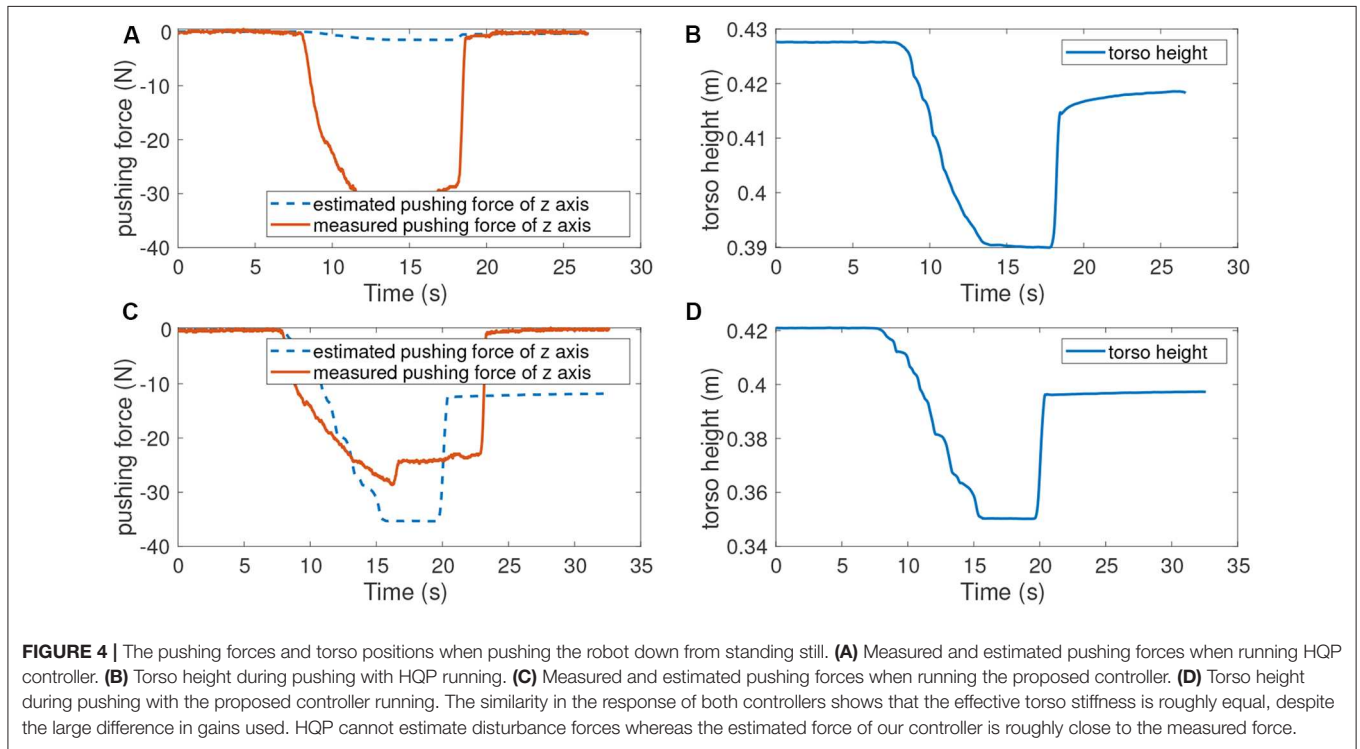 A
pushing force (N)
0
-10
-20
-30
-40
estimated pushing force of z axis
measured pushing force of z axis
0 5 10 15 20 25 30
Time (s)
B
torso height (m)
0.43
0.42
0.41
0.4
0.39
torso height
0 5 10 15 20 25 30
Time (s)
C
pushing force (N)
0
-10
-20
-30
-40
estimated pushing force of z axis
measured pushing force of z axis
0 5 10 15 20 25 30 35
Time (s)
D
torso height (m)
0.42
0.4
0.38
0.36
0.34
torso height
0 5 10 15 20 25 30 35
Time (s)
FIGURE 4 | The pushing forces and torso positions when pushing the robot down from standing still. (A) Measured and estimated pushing forces when running HQP
controller. (B) Torso height during pushing with HQP running. (C) Measured and estimated pushing forces when running the proposed controller. (D) Torso height
during pushing with the proposed controller running. The similarity in the response of both controllers shows that the effective torso stiffness is roughly equal, despite
the large difference in gains used. HQP cannot estimate disturbance forces whereas the estimated force of our controller is roughly close to the measured force.